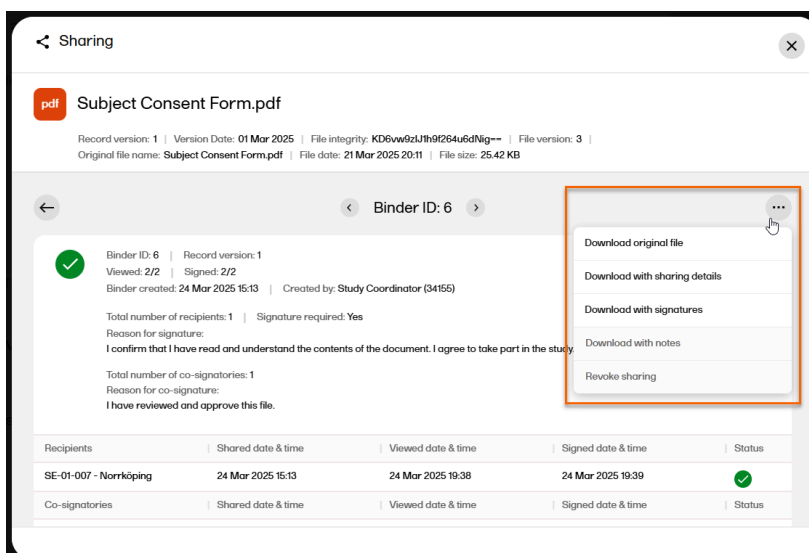 Sharing
pdf
Subject Consent Form.pdf
Record version: 1 | Version Date: 01 Mar 2025 | File integrity: KD6vw9zIJ1h9f264u6dNig== | File version: 3 |
Original file name: Subject Consent Form.pdf | File date: 21 Mar 2025 20:11 | File size: 25.42 KB
Binder ID: 6
Download original file
Download with sharing details
Download with signatures
Download with notes
Revoke sharing
Binder ID: 6 | Record version: 1
Viewed: 2/2 | Signed: 2/2
Binder created: 24 Mar 2025 15:13 | Created by: Study Coordinator (34155)
Total number of recipients: 1 | Signature required: Yes
Reason for signature:
I confirm that I have read and understand the contents of the document. I agree to take part in the study.
Total number of co-signatories: 1
Reason for co-signature:
I have reviewed and approve this file.
Recipients | Shared date & time | Viewed date & time | Signed date & time | Status
SE-01-007 - Norrköping 24 Mar 2025 15:13 24 Mar 2025 19:38 24 Mar 2025 19:39
Co-signatories | Shared date & time | Viewed date & time | Signed date & time | Status